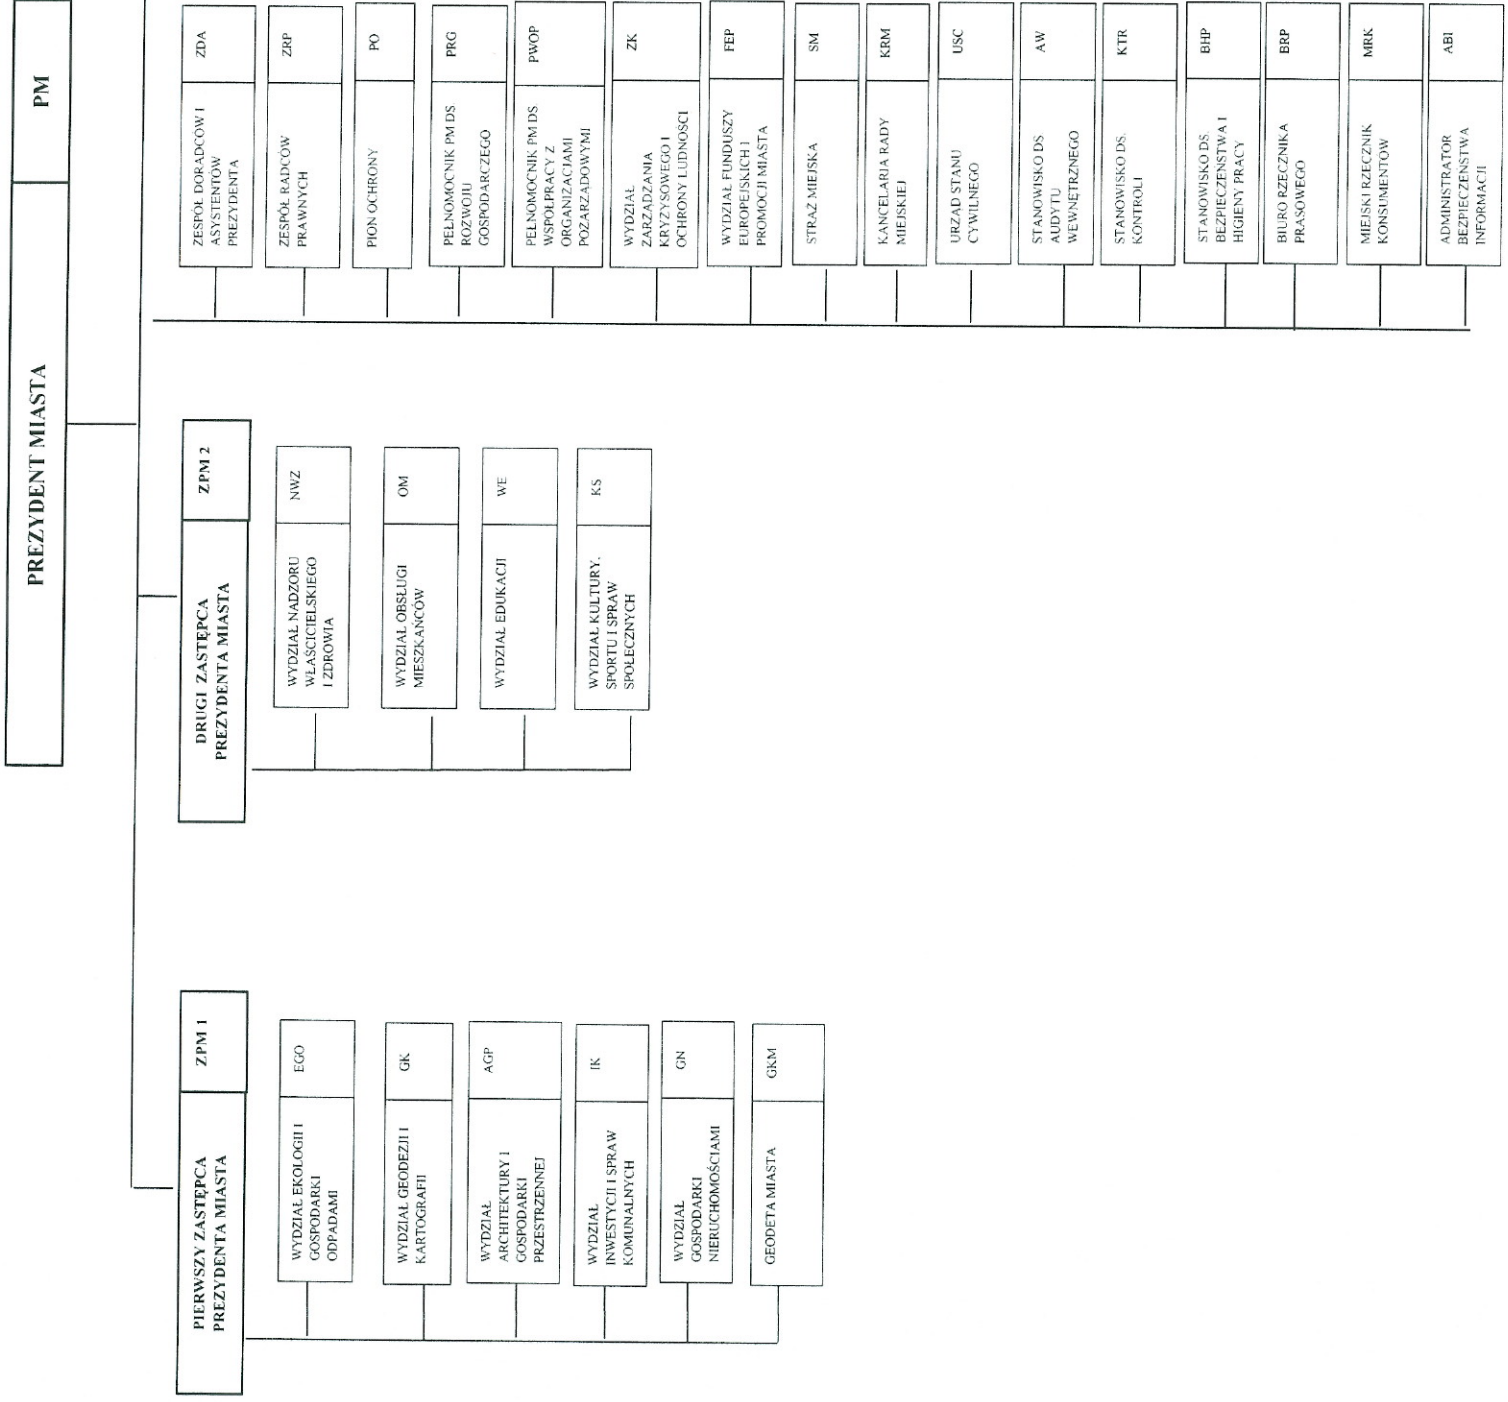 PREZYDENT MIASTA
PM
PIERWSZY ZASTĘPCA
PREZYDENTA MIASTA
ZPM 1
WYDZIAŁ EKOLOGII I
GOSPODARKI
ODPADAMI
EGO
WYDZIAŁ GEODEZJI I
KARTOGRAFII
GK
WYDZIAŁ
ARCHITEKTURY I
GOSPODARKI
PRZESTRZENNEJ
AGP
WYDZIAŁ
INWESTYCJI I SPRAW
KOMUNALNYCH
IK
WYDZIAŁ
GOSPODARKI
NIERUCHOMOŚCIAMI
GN
GEODETA MIASTA
GKM
DRUGI ZASTĘPCA
PREZYDENTA MIASTA
ZPM 2
WYDZIAŁ NADZORU
WŁAŚCICIELSKIEGO
I ZDROWIA
NWZ
WYDZIAŁ OBSŁUGI
MIESZKAŃCÓW
OM
WYDZIAŁ EDUKACJI
WE
WYDZIAŁ KULTURY,
SPORTU I SPRAW
SPOŁECZNYCH
KS
ZESPÓŁ DORADCÓW I
ASYSTENTÓW
PREZYDENTA
ZDA
ZESPÓŁ RADCÓW
PRAWNYCH
ZRP
PION OCHRONY
PO
PEŁNOMOCNIK PM DS
ROZWOJU
GOSPODARCZEGO
PRG
PEŁNOMOCNIK PM DS
WSPÓŁPRACY Z
ORGANIZACJAMI
POZARZĄDOWYMI
PWOP
WYDZIAŁ
ZARZĄDZANIA
KRYZYSOWEGO I
OCHRONY LUDNOŚCI
ZK
WYDZIAŁ FUNDUSZY
EUROPEJSKICH I
PROMOCJI MIASTA
FEP
STRAŻ MIEJSKA
SM
KANCELARIA RADY
MIEJSKIEJ
KRM
URZĄD STANU
CYWILNEGO
USC
STANOWISKO DS
AUDYTU
WEWNĘTRZNEGO
AW
STANOWISKO DS.
KONTROLI
KTR
STANOWISKO DS.
BEZPIECZEŃSTWA I
HIGIENY PRACY
BHP
BIURO RZECZNIKA
PRASOWEGO
BRP
MIEJSKI RZECZNIK
KONSUMENTÓW
MRK
ADMINISTRATOR
BEZPIECZEŃSTWA
INFORMACJI
ABI